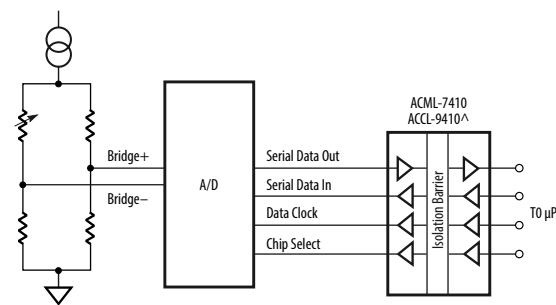 ACML-7410
ACCL-9410^
Bridge+
Bridge–
A/D
Serial Data Out
Serial Data In
Data Clock
Chip Select
Isolation Barrier
T0 µP